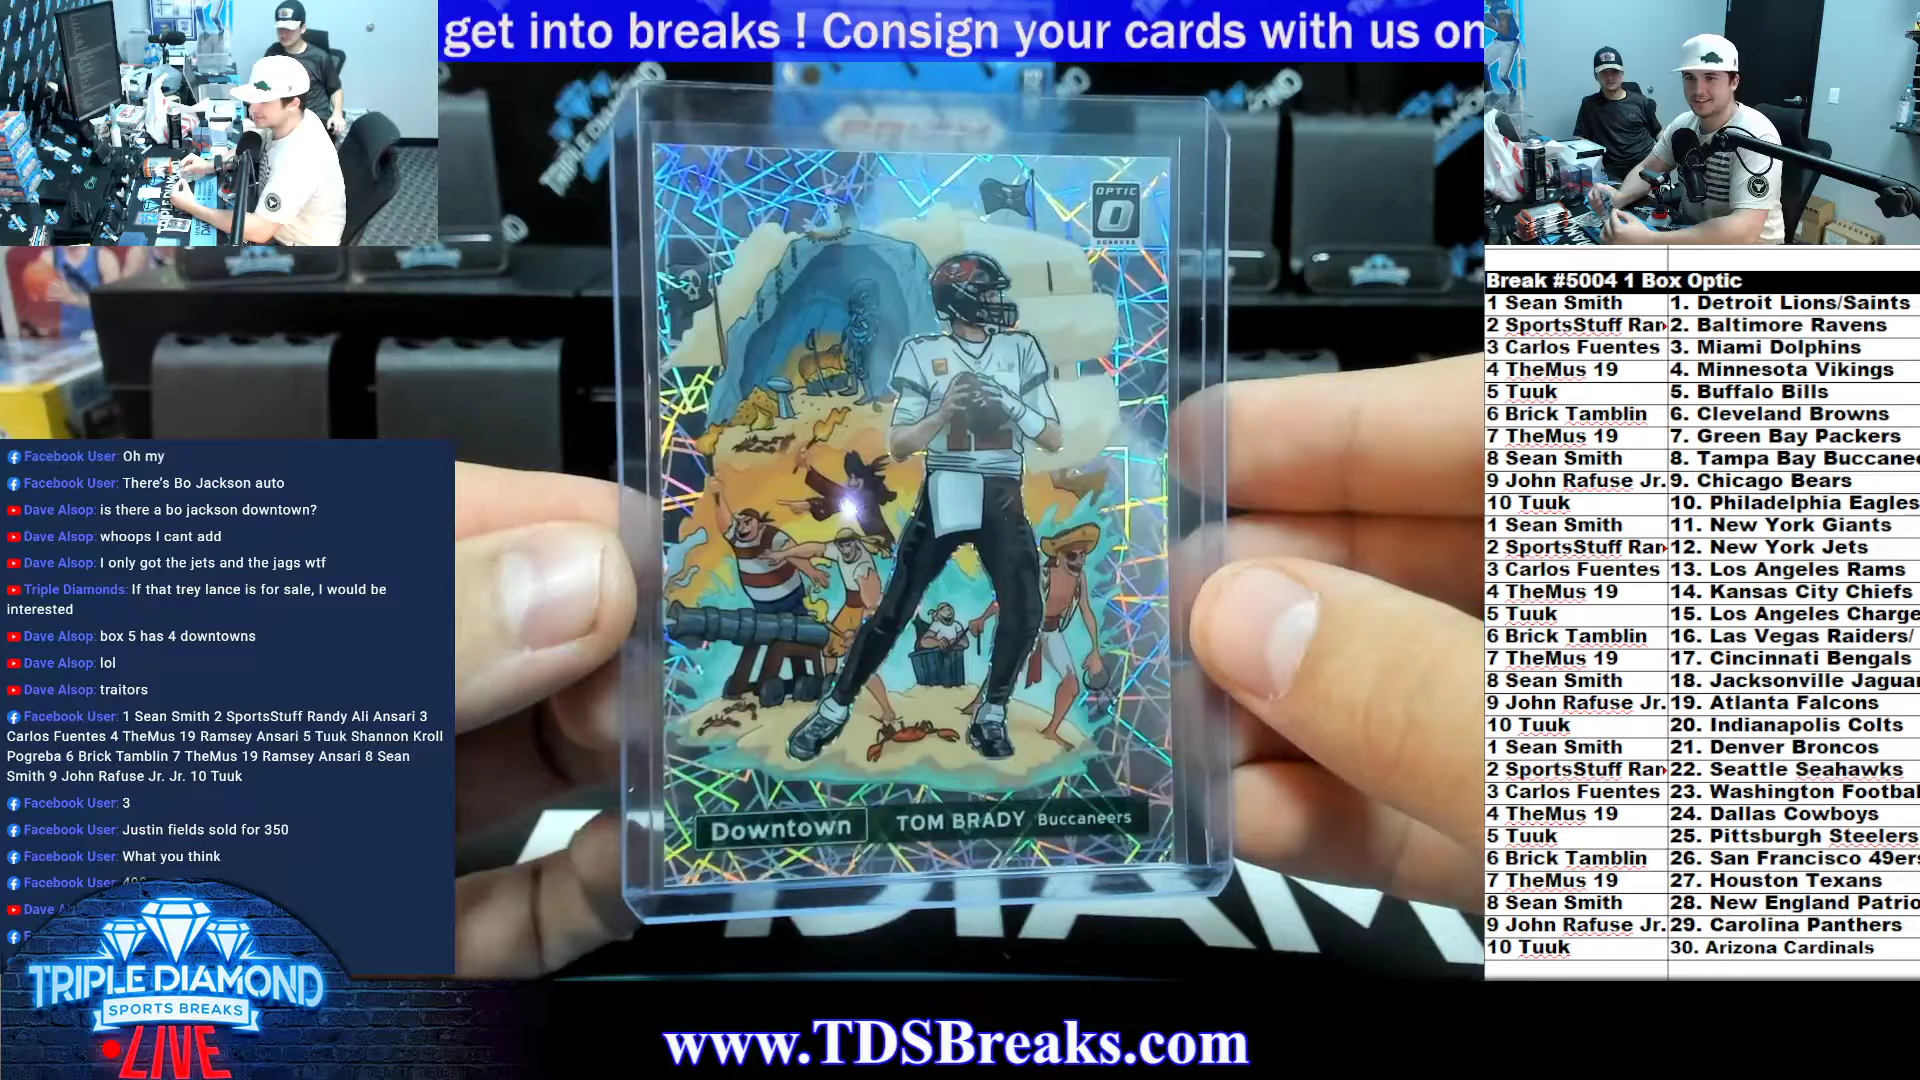 get into breaks ! Consign your cards with us on
PRIZM
OPTIC
DONRUSS
12
Downtown
TOM BRADY Buccaneers
Facebook User: Oh my
Facebook User: There's Bo Jackson auto
Dave Alsop: is there a bo jackson downtown?
Dave Alsop: whoops I cant add
Dave Alsop: I only got the jets and the jags wtf
Triple Diamonds: If that trey lance is for sale, I would be
interested
Dave Alsop: box 5 has 4 downtowns
Dave Alsop: lol
Dave Alsop: traitors
Facebook User: 1 Sean Smith 2 SportsStuff Randy Ali Ansari 3
Carlos Fuentes 4 TheMus 19 Ramsey Ansari 5 Tuuk Shannon Kroll
Pogreba 6 Brick Tamblin 7 TheMus 19 Ramsey Ansari 8 Sean
Smith 9 John Rafuse Jr. Jr. 10 Tuuk
Facebook User: 3
Facebook User: Justin fields sold for 350
Facebook User: What you think
Facebook User:
Dave
TRIPLE DIAMOND
SPORTS BREAKS
LIVE
www.TDSBreaks.com
Break #5004 1 Box Optic
1 Sean Smith 1. Detroit Lions/Saints
2 SportsStuff Ran 2. Baltimore Ravens
3 Carlos Fuentes 3. Miami Dolphins
4 TheMus 19 4. Minnesota Vikings
5 Tuuk 5. Buffalo Bills
6 Brick Tamblin 6. Cleveland Browns
7 TheMus 19 7. Green Bay Packers
8 Sean Smith 8. Tampa Bay Buccanee
9 John Rafuse Jr. 9. Chicago Bears
10 Tuuk 10. Philadelphia Eagles
1 Sean Smith 11. New York Giants
2 SportsStuff Ran 12. New York Jets
3 Carlos Fuentes 13. Los Angeles Rams
4 TheMus 19 14. Kansas City Chiefs
5 Tuuk 15. Los Angeles Charge
6 Brick Tamblin 16. Las Vegas Raiders/
7 TheMus 19 17. Cincinnati Bengals
8 Sean Smith 18. Jacksonville Jaguar
9 John Rafuse Jr. 19. Atlanta Falcons
10 Tuuk 20. Indianapolis Colts
1 Sean Smith 21. Denver Broncos
2 SportsStuff Ran 22. Seattle Seahawks
3 Carlos Fuentes 23. Washington Footbal
4 TheMus 19 24. Dallas Cowboys
5 Tuuk 25. Pittsburgh Steelers
6 Brick Tamblin 26. San Francisco 49ers
7 TheMus 19 27. Houston Texans
8 Sean Smith 28. New England Patrio
9 John Rafuse Jr. 29. Carolina Panthers
10 Tuuk 30. Arizona Cardinals